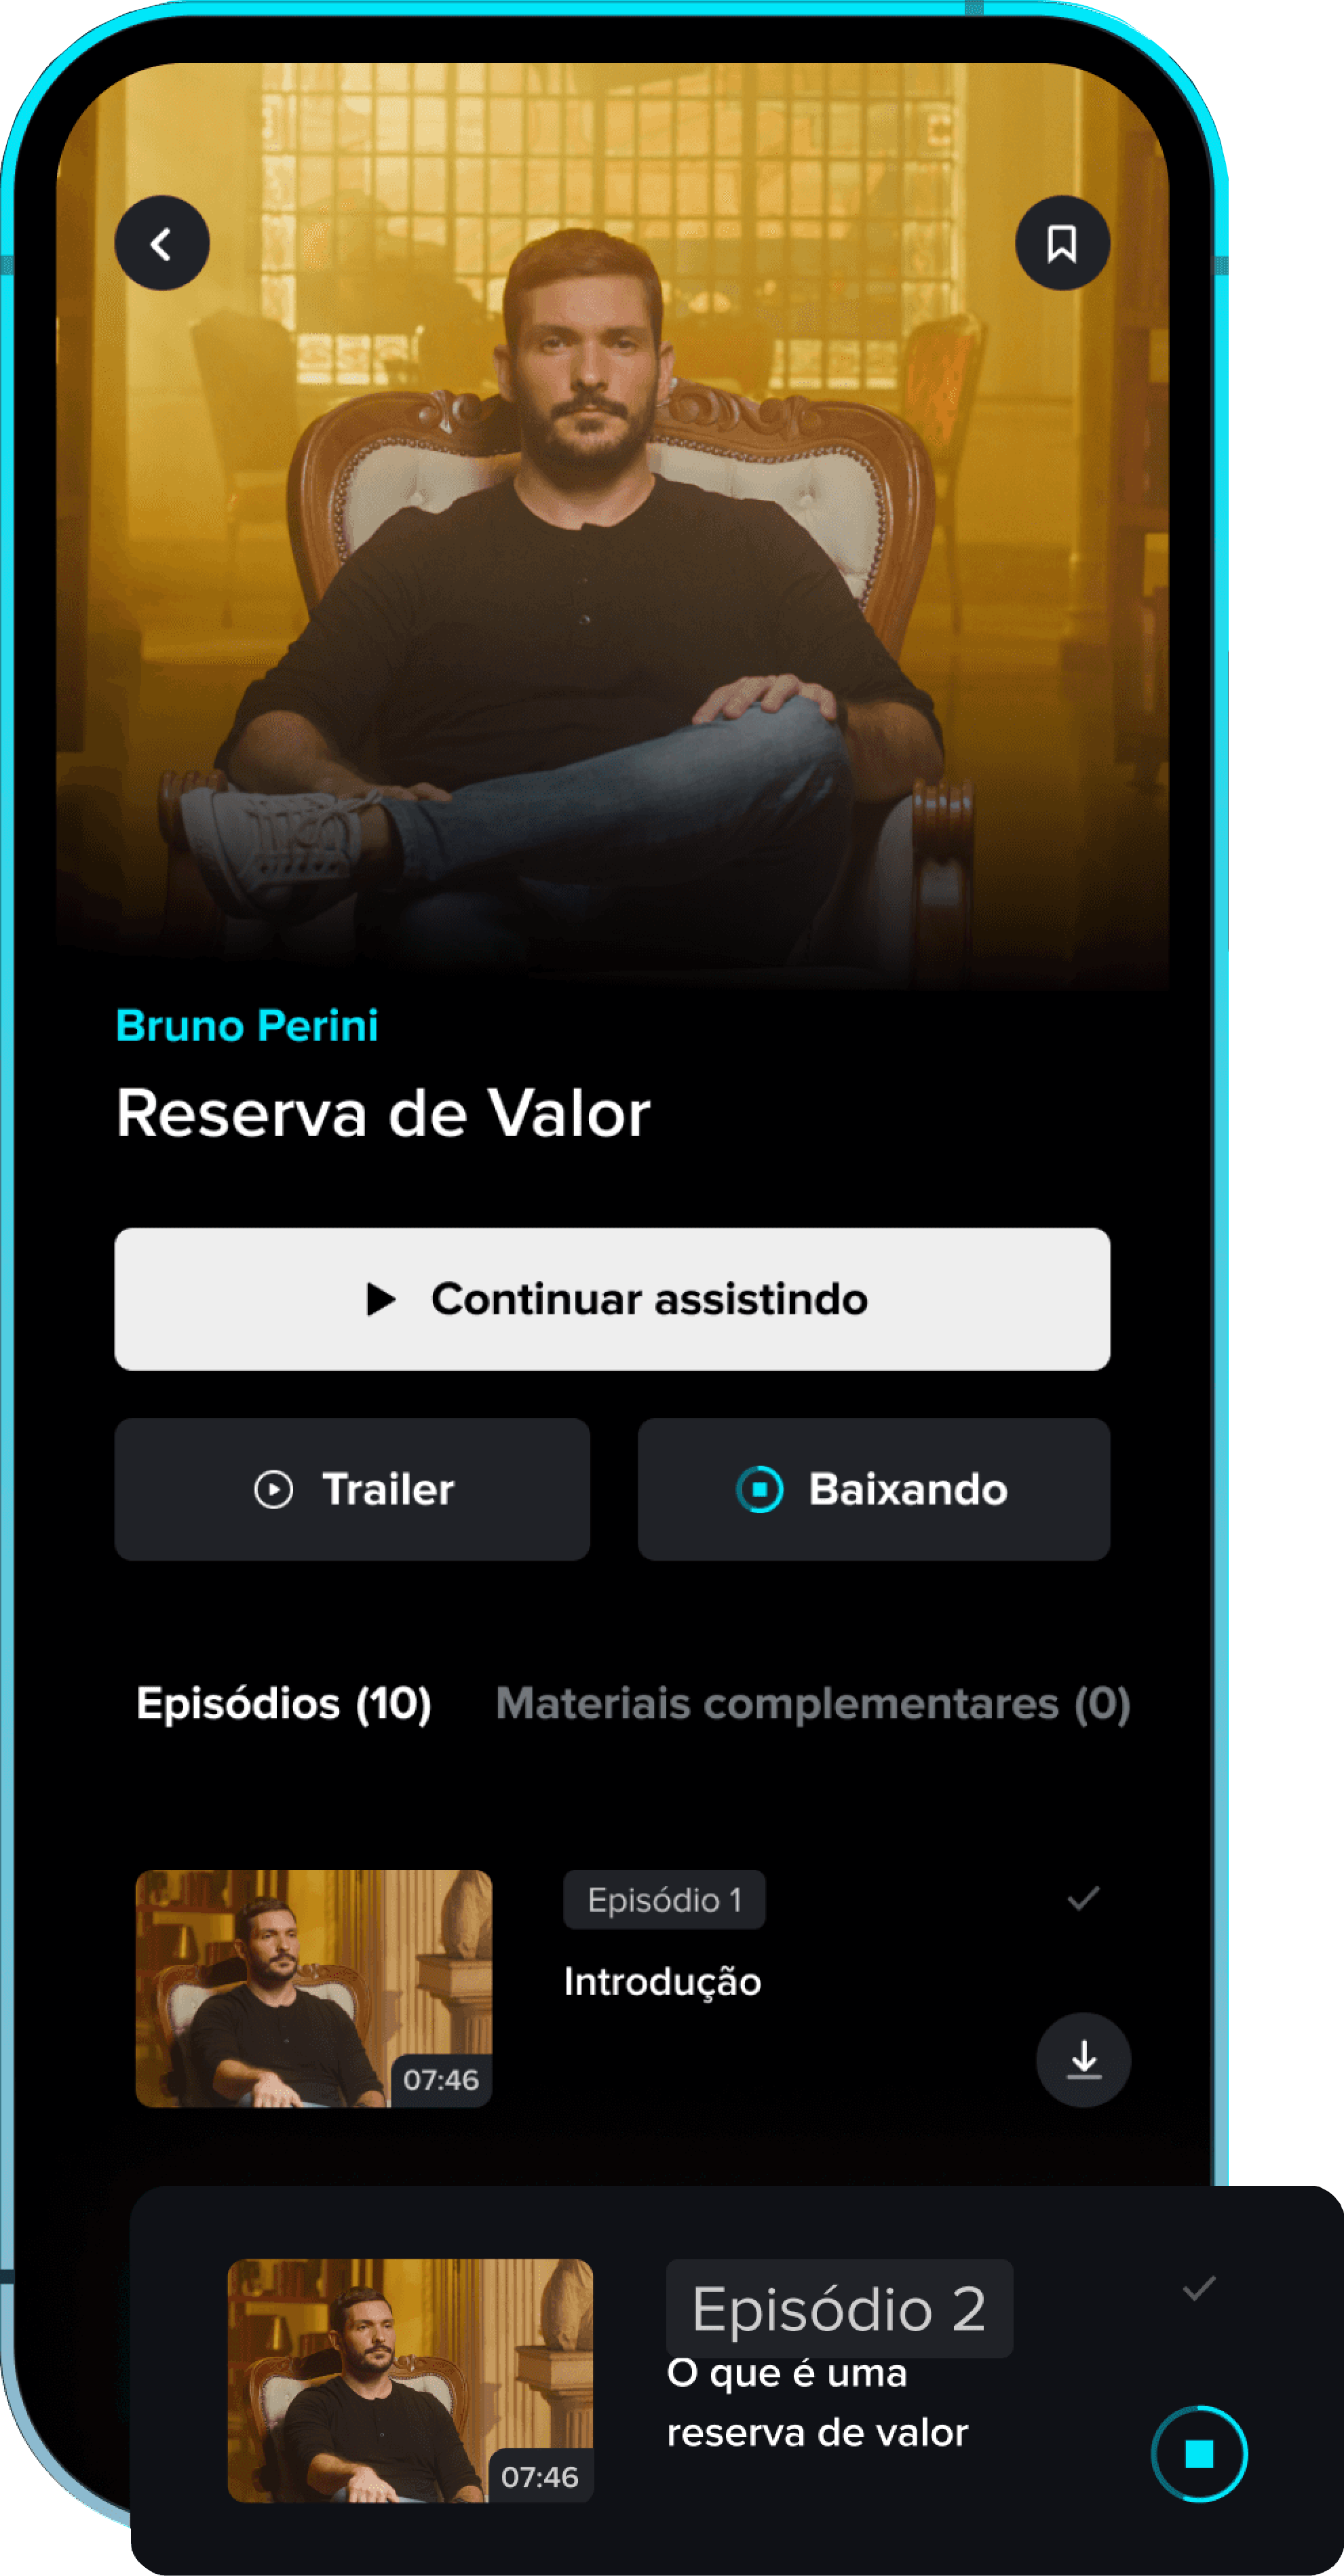 Bruno Perini
Reserva de Valor
Continuar assistindo
Trailer
Baixando
Episódios (10)
Materiais complementares (0)
Episódio 1
Introdução
07:46
Episódio 2
O que é uma
reserva de valor
07:46